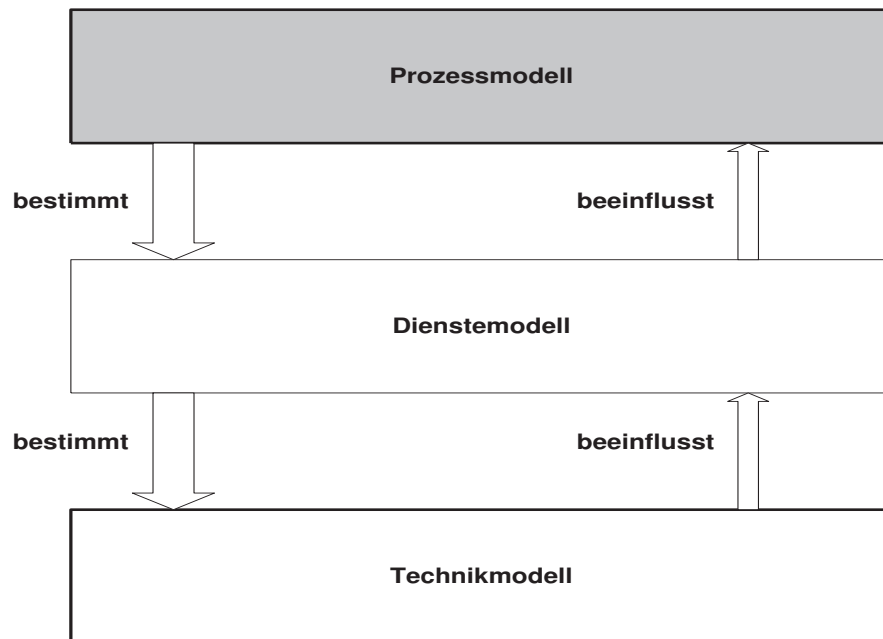 Prozessmodell
bestimmt
beeinflusst
Dienstemodell
bestimmt
beeinflusst
Technikmodell